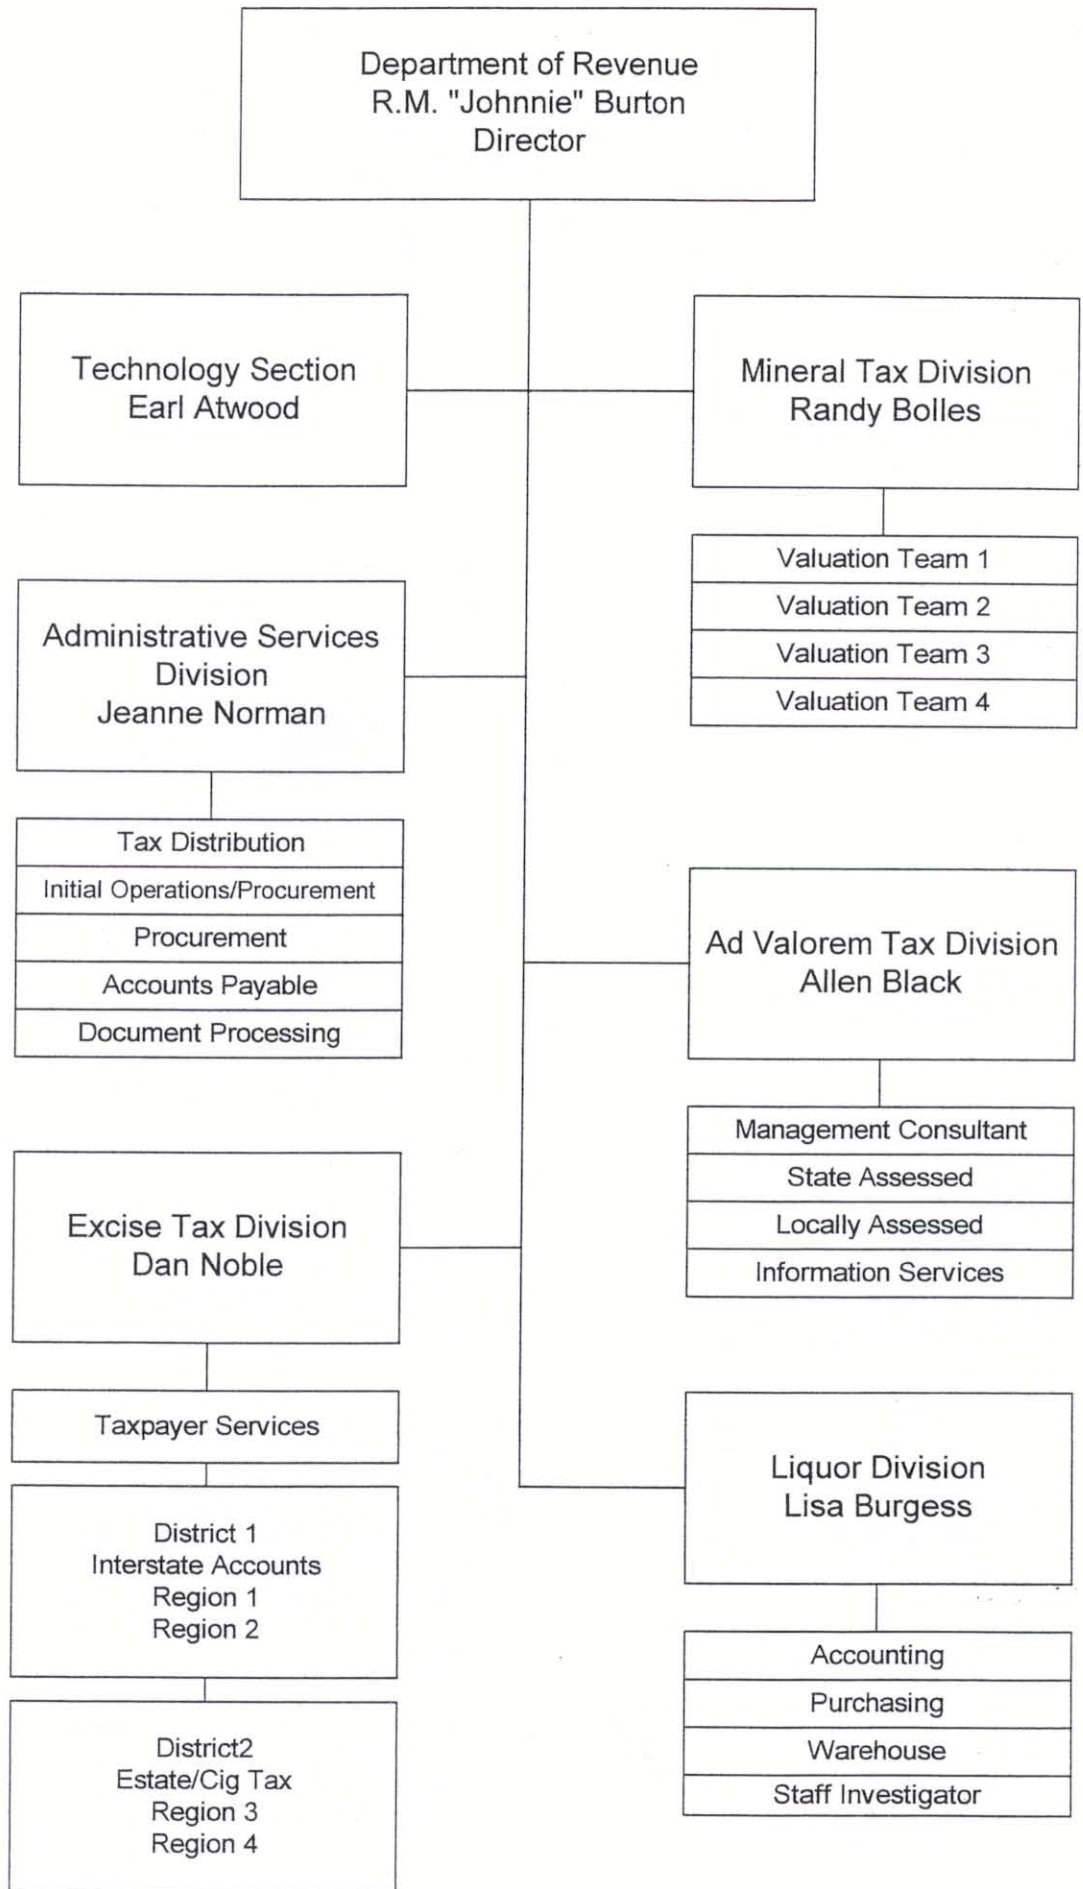 Department of Revenue
R.M. "Johnnie" Burton
Director
Technology Section
Earl Atwood
Mineral Tax Division
Randy Bolles
Valuation Team 1
Valuation Team 2
Valuation Team 3
Valuation Team 4
Administrative Services
Division
Jeanne Norman
Tax Distribution
Initial Operations/Procurement
Procurement
Accounts Payable
Document Processing
Ad Valorem Tax Division
Allen Black
Management Consultant
State Assessed
Locally Assessed
Information Services
Excise Tax Division
Dan Noble
Taxpayer Services
District 1
Interstate Accounts
Region 1
Region 2
District2
Estate/Cig Tax
Region 3
Region 4
Liquor Division
Lisa Burgess
Accounting
Purchasing
Warehouse
Staff Investigator